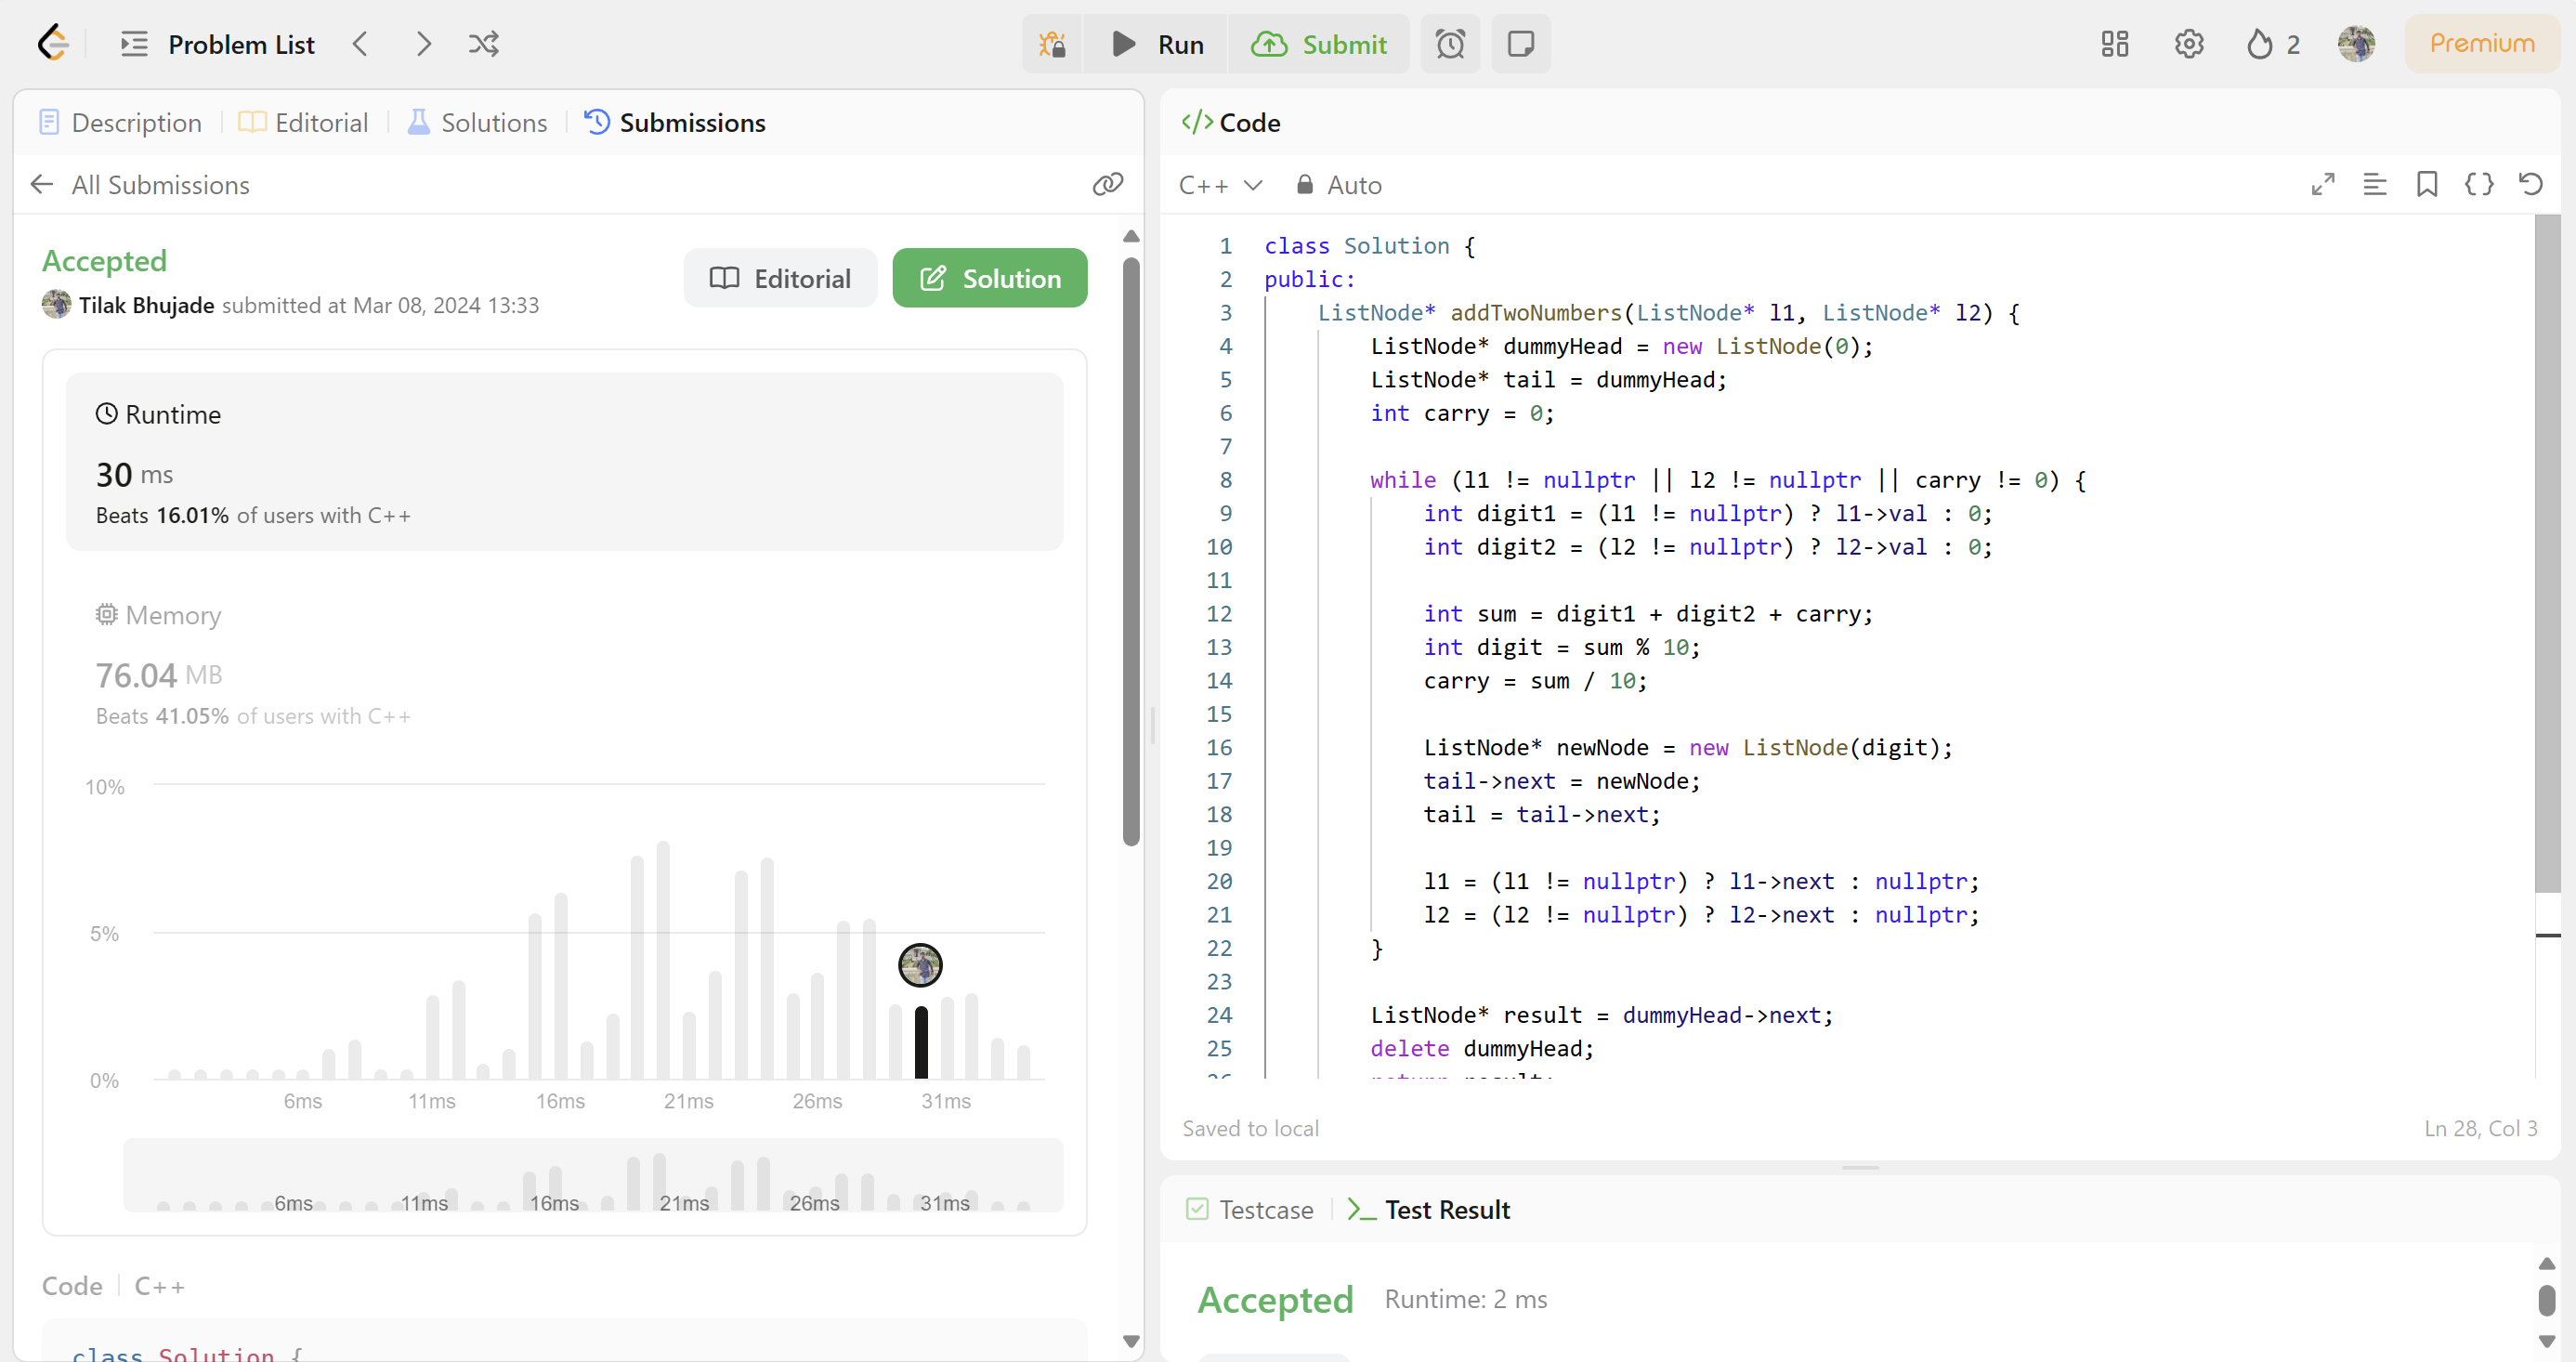 Problem List
Run
Submit
2
Premium
Description
Editorial
Solutions
Submissions
All Submissions
Accepted
Tilak Bhujade submitted at Mar 08, 2024 13:33
Editorial
Solution
Runtime
30 ms
Beats 16.01% of users with C++
Memory
76.04 MB
Beats 41.05% of users with C++
10%
5%
0%
6ms 11ms 16ms 21ms 26ms 31ms
6ms 11ms 16ms 21ms 26ms 31ms
Code | C++
class Solution {
</> Code
C++ Auto
1 class Solution {
2 public:
3     ListNode* addTwoNumbers(ListNode* l1, ListNode* l2) {
4         ListNode* dummyHead = new ListNode(0);
5         ListNode* tail = dummyHead;
6         int carry = 0;
7
8         while (l1 != nullptr || l2 != nullptr || carry != 0) {
9             int digit1 = (l1 != nullptr) ? l1->val : 0;
10             int digit2 = (l2 != nullptr) ? l2->val : 0;
11
12             int sum = digit1 + digit2 + carry;
13             int digit = sum % 10;
14             carry = sum / 10;
15
16             ListNode* newNode = new ListNode(digit);
17             tail->next = newNode;
18             tail = tail->next;
19
20             l1 = (l1 != nullptr) ? l1->next : nullptr;
21             l2 = (l2 != nullptr) ? l2->next : nullptr;
22         }
23
24         ListNode* result = dummyHead->next;
25         delete dummyHead;
26         return result;
Saved to local
Ln 28, Col 3
Testcase
Test Result
Accepted Runtime: 2 ms